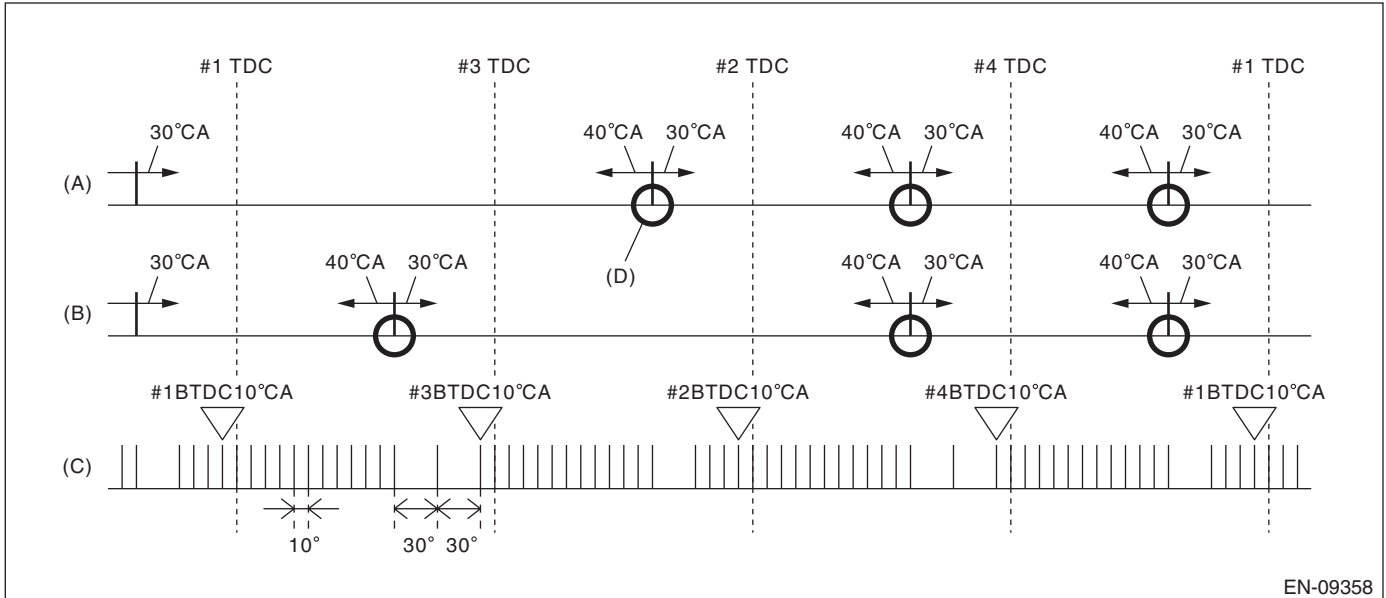 #1 TDC #3 TDC #2 TDC #4 TDC #1 TDC
30°CA 40°CA 30°CA 40°CA 30°CA 40°CA 30°CA
(A)
(D)
30°CA 40°CA 30°CA 40°CA 30°CA 40°CA 30°CA
(B)
#1BTDC10°CA #3BTDC10°CA #2BTDC10°CA #4BTDC10°CA #1BTDC10°CA
(C)
10° 30° 30°
EN-09358